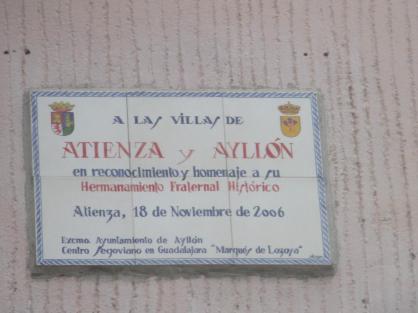 A LAS VILLAS DE
ATIENZA y AYLLÓN
en reconocimiento y homenaje a su
Hermanamiento Fraternal Histórico
Atienza, 18 de Noviembre de 2006
Excmo. Ayuntamiento de Ayllón
Centro Segoviano en Guadalajara "Marqués de Lozoya"